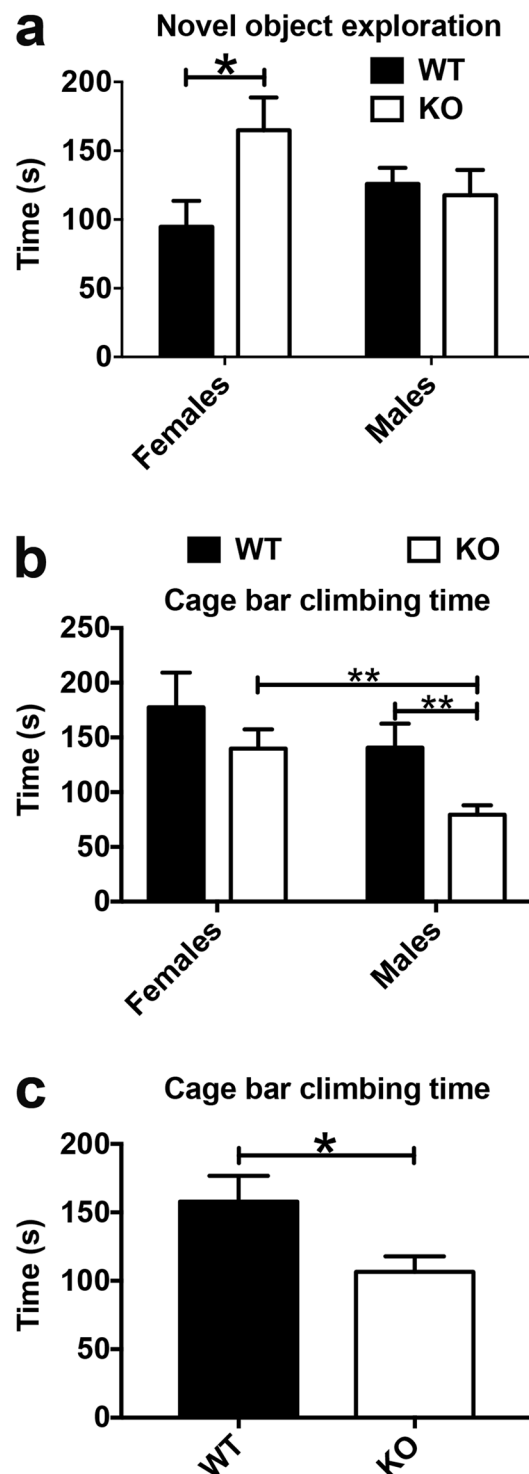 a Novel object exploration
* WT
KO
200
150
100
50
0
Time (s)
Females Males
b WT KO
Cage bar climbing time
250
200
150
100
50
0
**
**
Time (s)
Females Males
c Cage bar climbing time
200
150
100
50
0
*
Time (s)
WT KO